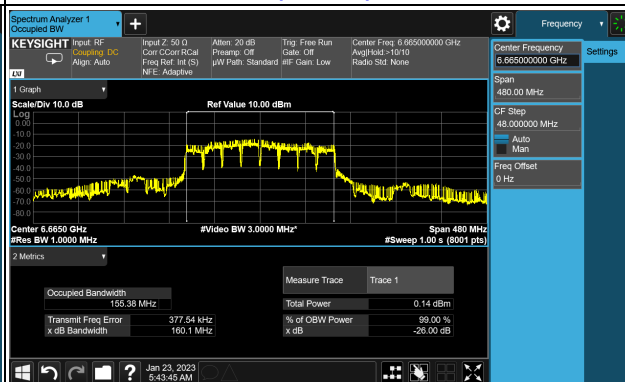 Spectrum Analyzer 1
Occupied BW
Frequency
KEYSIGHT
Input: RF
Coupling: DC
Align: Auto
Input Z: 50 Ω
Corr CCorr RCal
Freq Ref: Int (S)
NFE: Adaptive
Atten: 20 dB
Preamp: Off
µW Path: Standard
Trig: Free Run
Gate: Off
#IF Gain: Low
Center Freq: 6.665000000 GHz
Avg|Hold:>10/10
Radio Std: None
LXI
Center Frequency
6.665000000 GHz
Settings
Span
480.00 MHz
CF Step
48.000000 MHz
Auto
Man
Freq Offset
0 Hz
1 Graph
Scale/Div 10.0 dB
Ref Value 10.00 dBm
Log
0.00
-10.0
-20.0
-30.0
-40.0
-50.0
-60.0
-70.0
-80.0
Center 6.6650 GHz
#Video BW 3.0000 MHz*
Span 480 MHz
#Res BW 1.0000 MHz
#Sweep 1.00 s (8001 pts)
2 Metrics
Measure Trace
Trace 1
Occupied Bandwidth
155.38 MHz
Total Power
0.14 dBm
Transmit Freq Error
377.54 kHz
% of OBW Power
99.00 %
x dB Bandwidth
160.1 MHz
x dB
-26.00 dB
Jan 23, 2023
5:43:45 AM